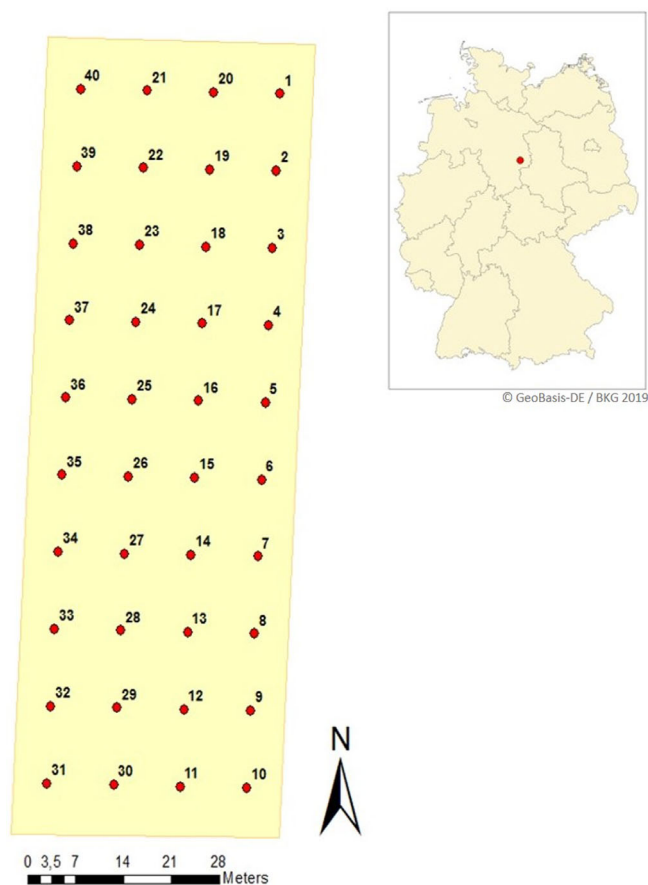 40 21 20 1
39 22 19 2
38 23 18 3
37 24 17 4
36 25 16 5
© GeoBasis-DE / BKG 2019
35 26 15 6
34 27 14 7
33 28 13 8
32 29 12 9
N
31 30 11 10
0 3,5 7 14 21 28
Meters